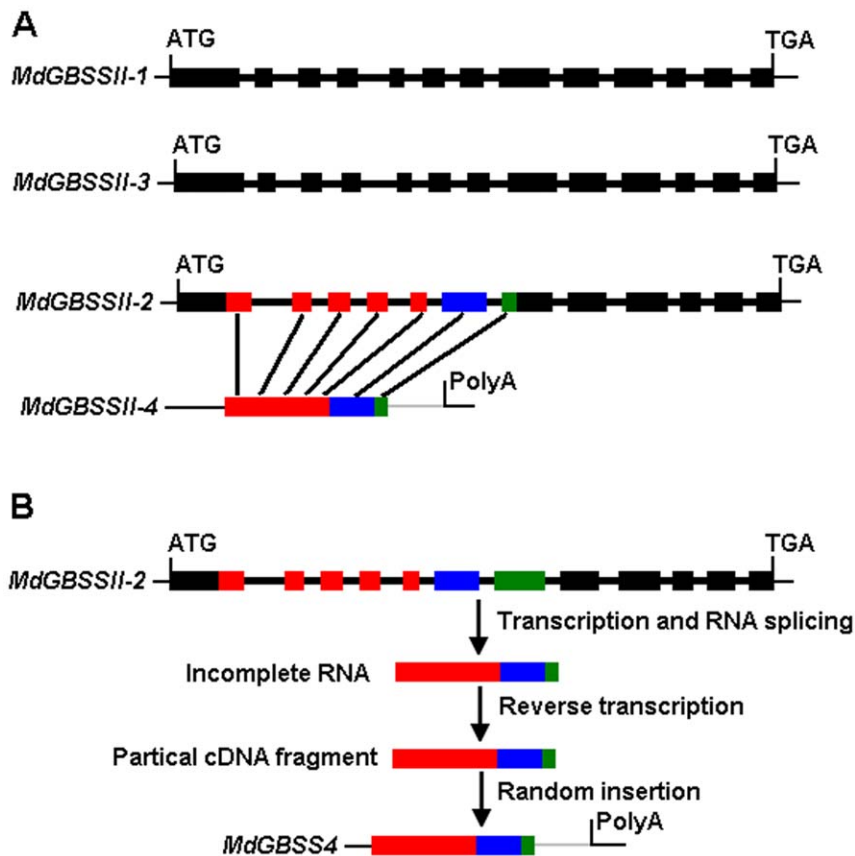 A
ATG TGA
MdGBSSII-1
ATG TGA
MdGBSSII-3
ATG TGA
MdGBSSII-2
PolyA
MdGBSSII-4
B
ATG TGA
MdGBSSII-2
Transcription and RNA splicing
Incomplete RNA
Reverse transcription
Partical cDNA fragment
Random insertion
PolyA
MdGBSS4